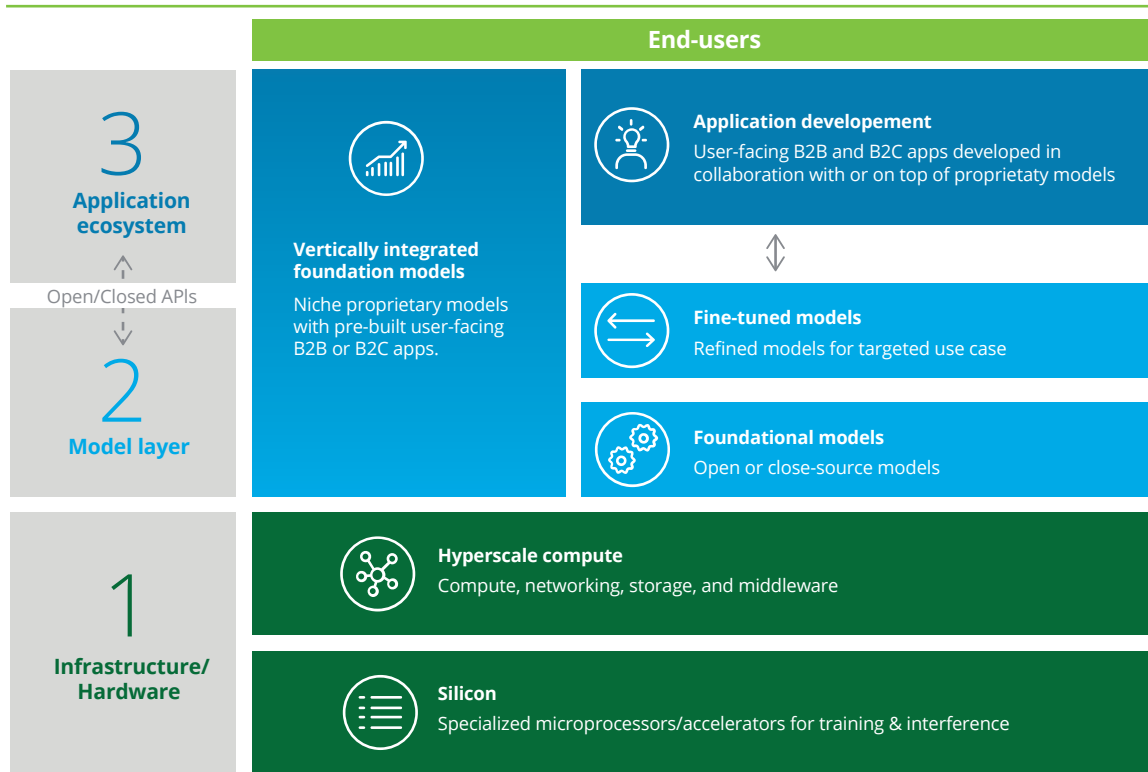 End-users
3
Application
ecosystem
Open/Closed APIs
2
Model layer
Vertically integrated
foundation models
Niche proprietary models
with pre-built user-facing
B2B or B2C apps.
Application developement
User-facing B2B and B2C apps developed in
collaboration with or on top of proprietaty models
Fine-tuned models
Refined models for targeted use case
Foundational models
Open or close-source models
1
Infrastructure/
Hardware
Hyperscale compute
Compute, networking, storage, and middleware
Silicon
Specialized microprocessors/accelerators for training & interference